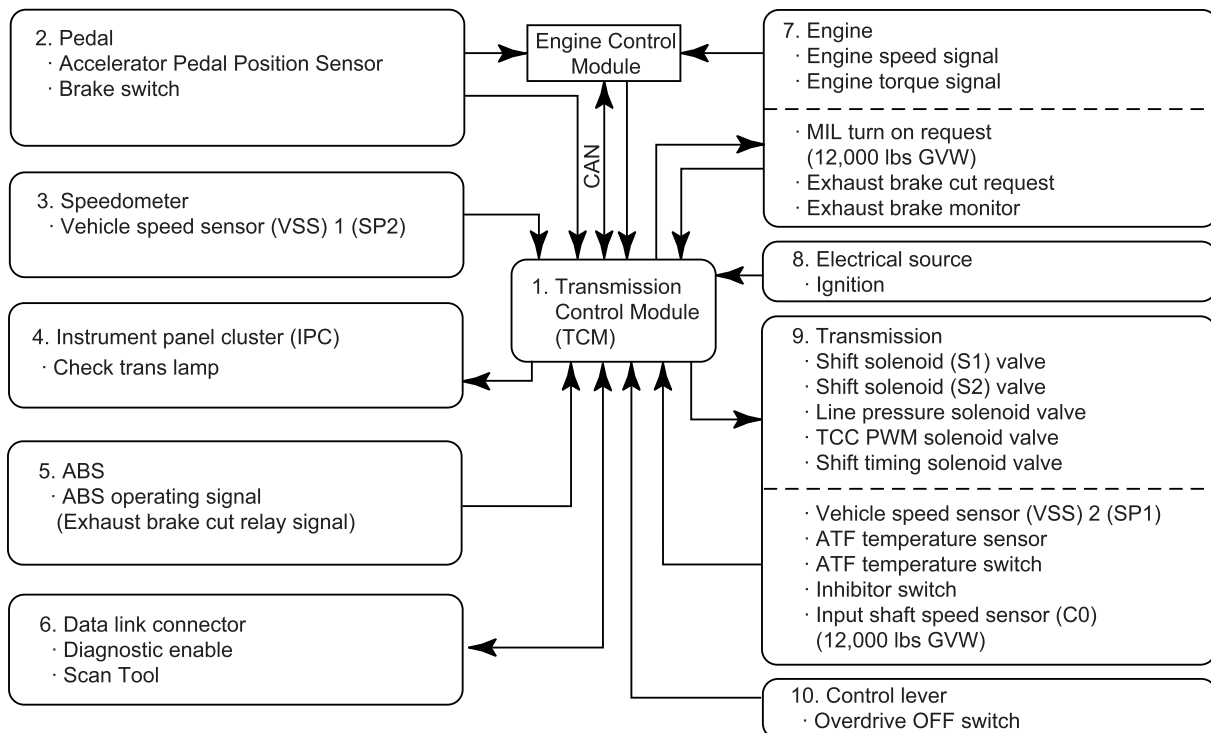 2. Pedal
· Accelerator Pedal Position Sensor
· Brake switch
Engine Control
Module
7. Engine
· Engine speed signal
· Engine torque signal
· MIL turn on request
(12,000 lbs GVW)
· Exhaust brake cut request
· Exhaust brake monitor
CAN
3. Speedometer
· Vehicle speed sensor (VSS) 1 (SP2)
1. Transmission
Control Module
(TCM)
8. Electrical source
· Ignition
4. Instrument panel cluster (IPC)
· Check trans lamp
9. Transmission
· Shift solenoid (S1) valve
· Shift solenoid (S2) valve
· Line pressure solenoid valve
· TCC PWM solenoid valve
· Shift timing solenoid valve
· Vehicle speed sensor (VSS) 2 (SP1)
· ATF temperature sensor
· ATF temperature switch
· Inhibitor switch
· Input shaft speed sensor (C0)
(12,000 lbs GVW)
5. ABS
· ABS operating signal
(Exhaust brake cut relay signal)
6. Data link connector
· Diagnostic enable
· Scan Tool
10. Control lever
· Overdrive OFF switch